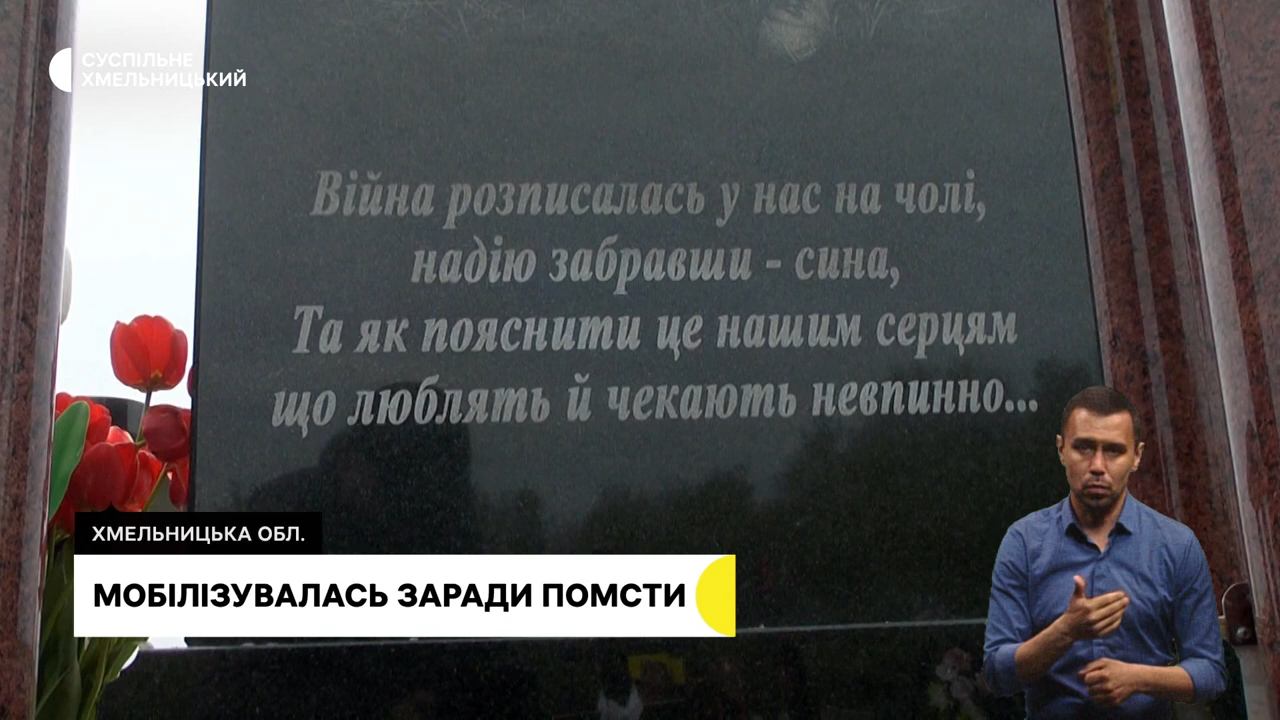 СУСПІЛЬНЕ
ХМЕЛЬНИЦЬКИЙ
Війна розписалась у нас на чолі,
надію забравши - сина,
Та як пояснити це нашим серцям
що люблять й чекають невпинно...
ХМЕЛЬНИЦЬКА ОБЛ.
МОБІЛІЗУВАЛАСЬ ЗАРАДИ ПОМСТИ